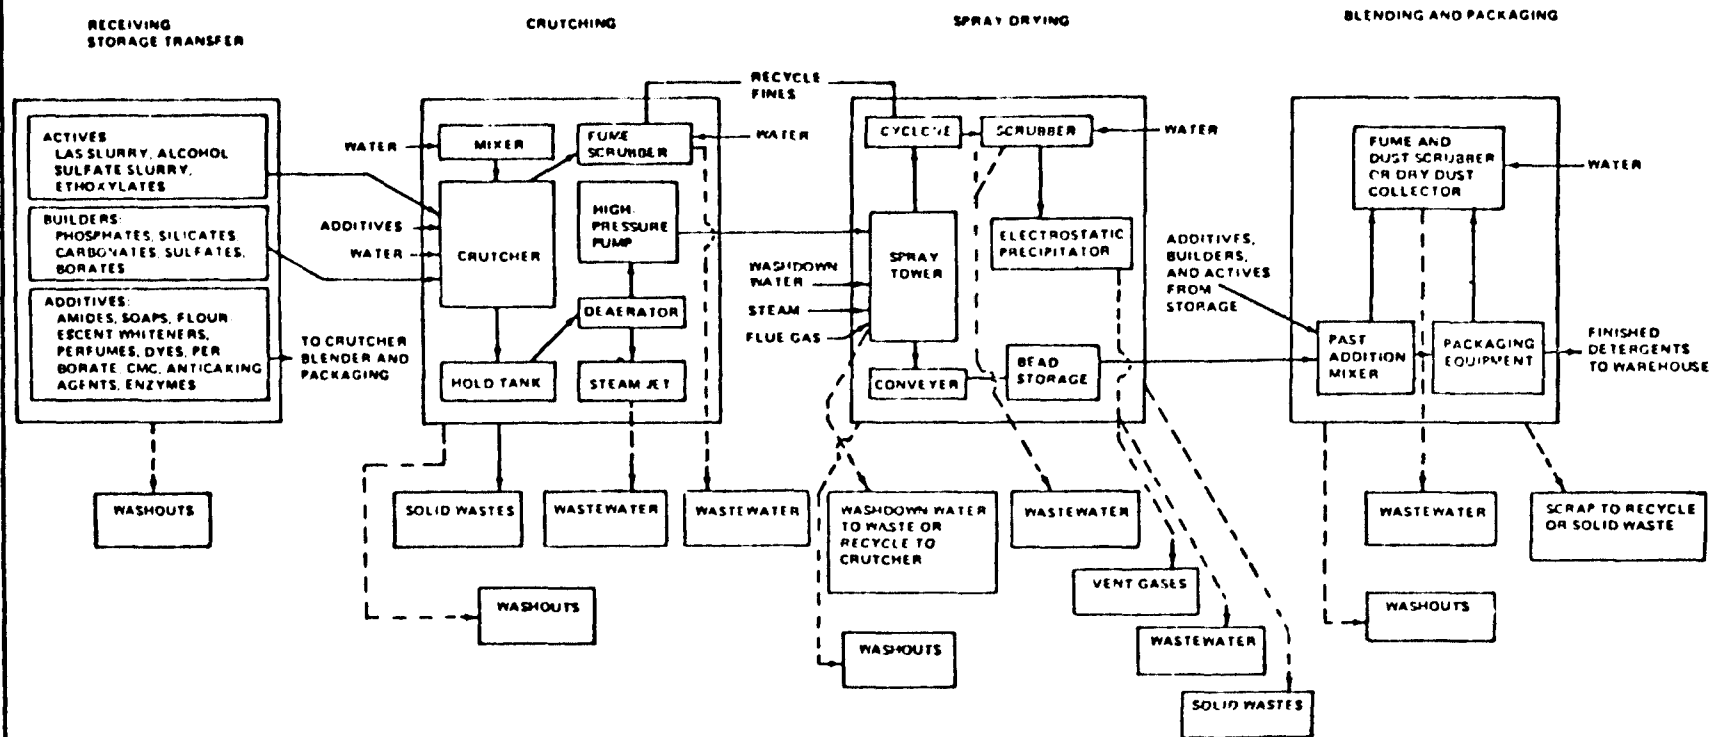 RECEIVING
STORAGE TRANSFER
CRUTCHING
SPRAY DRYING
BLENDING AND PACKAGING
ACTIVES
LAS SLURRY, ALCOHOL
SULFATE SLURRY,
ETHOXYLATES
BUILDERS:
PHOSPHATES, SILICATES,
CARBONATES, SULFATES,
BORATES
ADDITIVES:
AMIDES, SOAPS, FLOUR
ESCENT WHITENERS,
PERFUMES, DYES, PER
BORATE, CMC, ANTICAKING
AGENTS, ENZYMES
TO CRUTCHER
BLENDER AND
PACKAGING
WASHOUTS
WATER
ADDITIVES
WATER
MIXER
FUME
SCRUBBER
WATER
CRUTCHER
HIGH-
PRESSURE
PUMP
DEAERATOR
HOLD TANK
STEAM JET
SOLID WASTES
WASTEWATER
WASTEWATER
WASHOUTS
RECYCLE
FINES
CYCLONE
SCRUBBER
WATER
WASHDOWN
WATER
STEAM
FLUE GAS
SPRAY
TOWER
ELECTROSTATIC
PRECIPITATOR
CONVEYER
BEAD
STORAGE
WASHDOWN WATER
TO WASTE OR
RECYCLE TO
CRUTCHER
WASTEWATER
VENT GASES
WASTEWATER
WASHOUTS
SOLID WASTES
ADDITIVES,
BUILDERS,
AND ACTIVES
FROM
STORAGE
FUME AND
DUST SCRUBBER
OR DRY DUST
COLLECTOR
WATER
PAST
ADDITION
MIXER
PACKAGING
EQUIPMENT
FINISHED
DETERGENTS
TO WAREHOUSE
WASTEWATER
SCRAP TO RECYCLE
OR SOLID WASTE
WASHOUTS